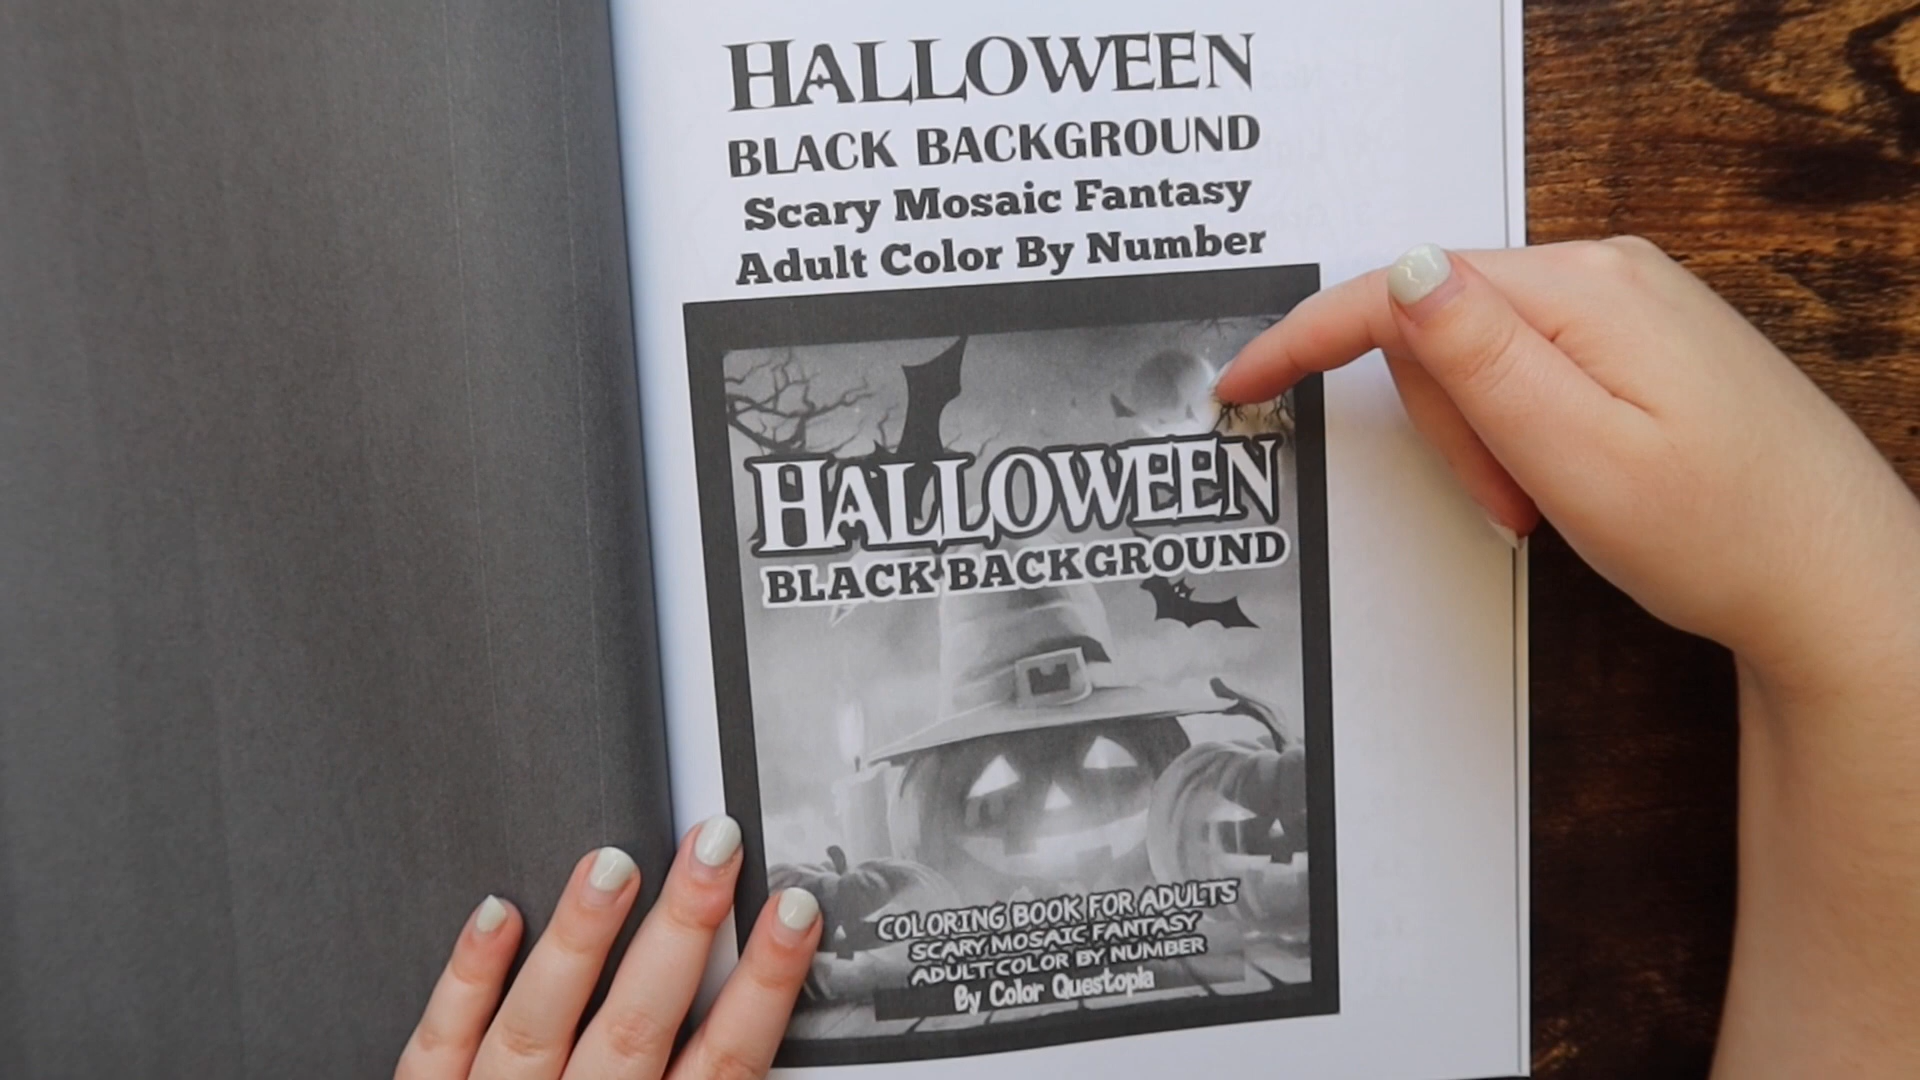 HALLOWEEN
BLACK BACKGROUND
Scary Mosaic Fantasy
Adult Color By Number
HALLOWEEN
BLACK BACKGROUND
COLORING BOOK FOR ADULTS
SCARY MOSAIC FANTASY
ADULT COLOR BY NUMBER
By Color Questopia